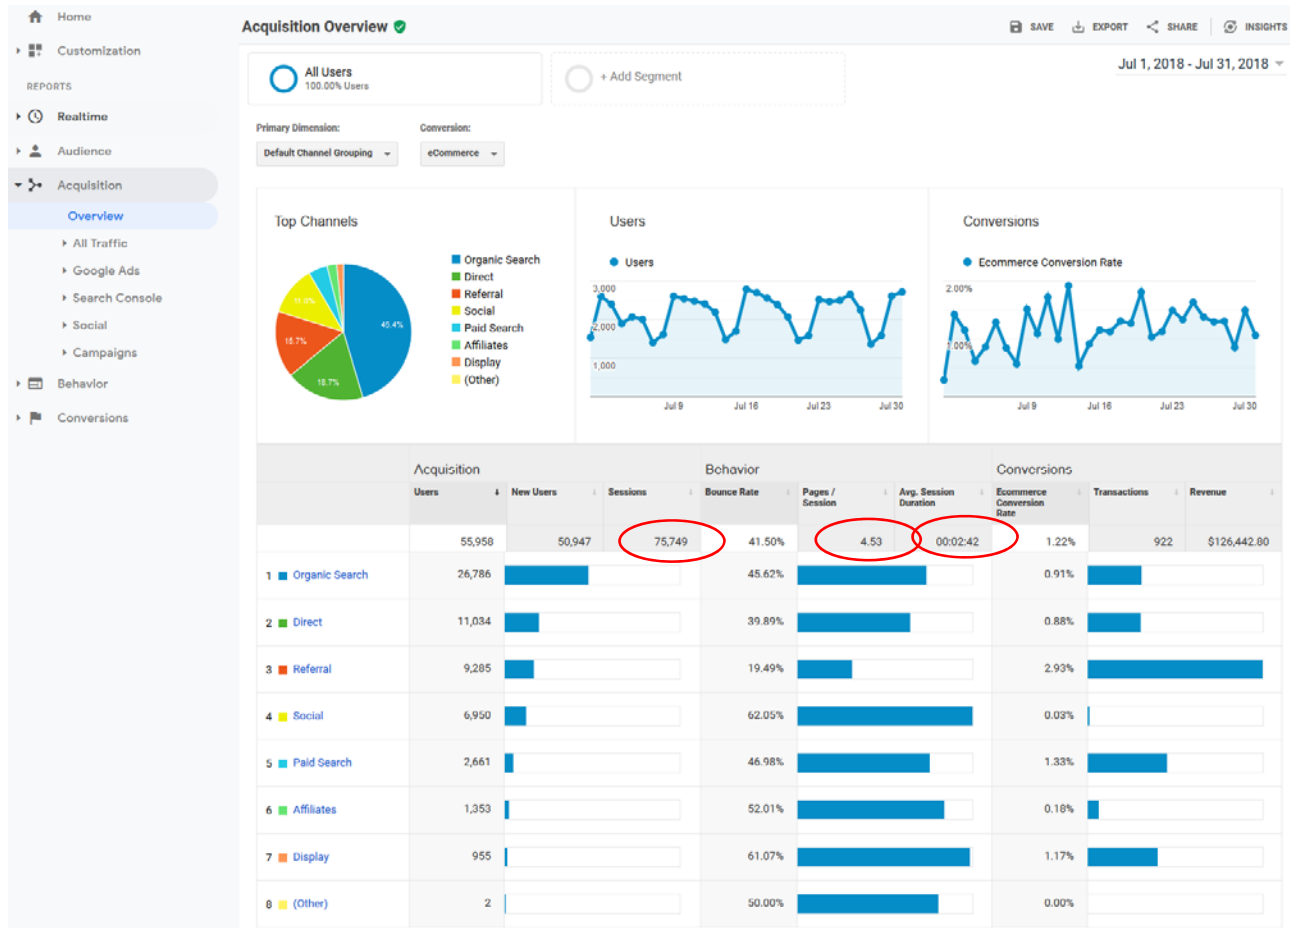 Home
Customization
REPORTS
Realtime
Audience
Acquisition
Overview
All Traffic
Google Ads
Search Console
Social
Campaigns
Behavior
Conversions
Acquisition Overview
SAVE EXPORT SHARE INSIGHTS
All Users
100.00% Users
+ Add Segment
Jul 1, 2018 - Jul 31, 2018
Primary Dimension: Conversion:
Default Channel Grouping eCommerce
Top Channels
Organic Search
Direct
Referral
Social
Paid Search
Affiliates
Display
(Other)
45.4%
18.7%
15.7%
11.8%
Users
Users
3,000
2,000
1,000
Jul 9 Jul 16 Jul 23 Jul 30
Conversions
Ecommerce Conversion Rate
2.00%
1.00%
Jul 9 Jul 16 Jul 23 Jul 30
Acquisition Behavior Conversions
Users New Users Sessions Bounce Rate Pages / Session Avg. Session Duration Ecommerce Conversion Rate Transactions Revenue
55,958 50,947 75,749 41.50% 4.53 00:02:42 1.22% 922 $126,442.80
1 Organic Search 26,786 45.62% 0.91%
2 Direct 11,034 39.89% 0.88%
3 Referral 9,285 19.49% 2.93%
4 Social 6,950 62.05% 0.03%
5 Paid Search 2,661 46.98% 1.33%
6 Affiliates 1,353 52.01% 0.18%
7 Display 955 61.07% 1.17%
8 (Other) 2 50.00% 0.00%